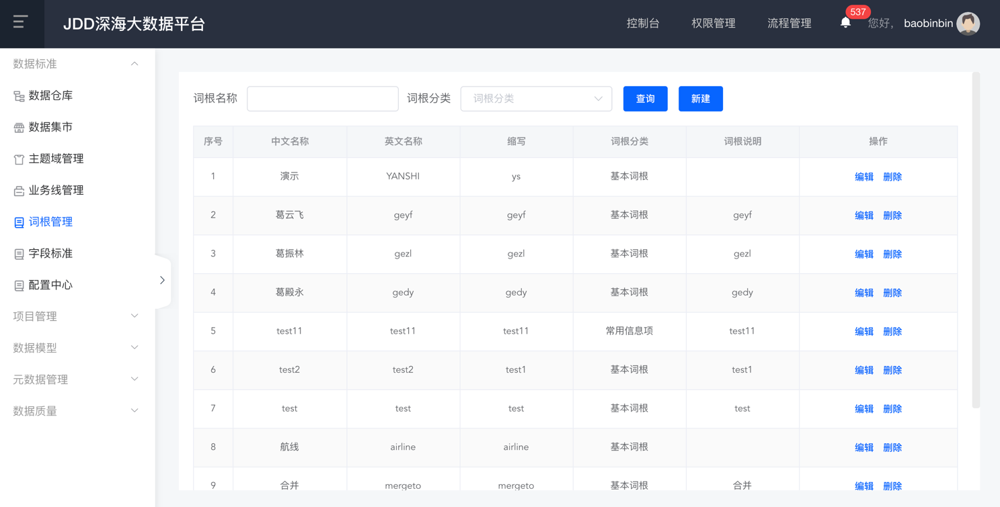 JDD深海大数据平台
控制台 权限管理 流程管理 537 您好, baobinbin
数据标准
数据仓库
数据集市
主题域管理
业务线管理
词根管理
字段标准
配置中心
项目管理
数据模型
元数据管理
数据质量
词根名称 词根分类 词根分类 查询 新建
序号 中文名称 英文名称 缩写 词根分类 词根说明 操作
1 演示 YANSHI ys 基本词根 编辑 删除
2 葛云飞 geyf geyf 基本词根 geyf 编辑 删除
3 葛振林 gezl gezl 基本词根 gezl 编辑 删除
4 葛殿永 gedy gedy 基本词根 gedy 编辑 删除
5 test11 test11 test11 常用信息项 test11 编辑 删除
6 test2 test2 test1 基本词根 test1 编辑 删除
7 test test test 基本词根 test 编辑 删除
8 航线 airline airline 基本词根 编辑 删除
9 合并 mergeto mergeto 基本词根 合并 编辑 删除